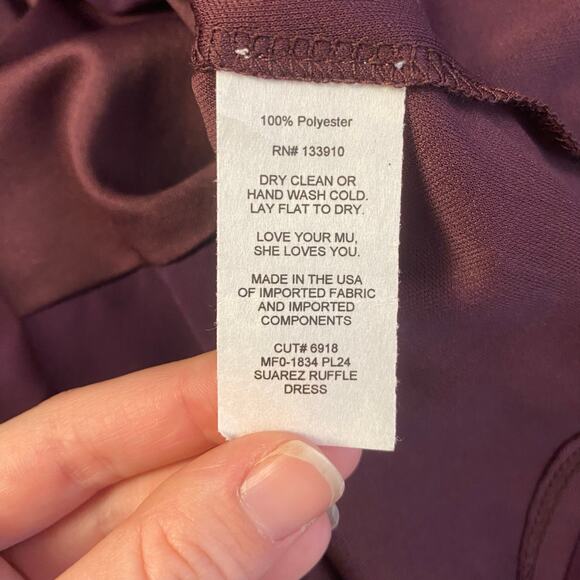 100% Polyester
RN# 133910
DRY CLEAN OR
HAND WASH COLD.
LAY FLAT TO DRY.
LOVE YOUR MU,
SHE LOVES YOU.
MADE IN THE USA
OF IMPORTED FABRIC
AND IMPORTED
COMPONENTS
CUT# 6918
MF0-1834 PL24
SUAREZ RUFFLE
DRESS